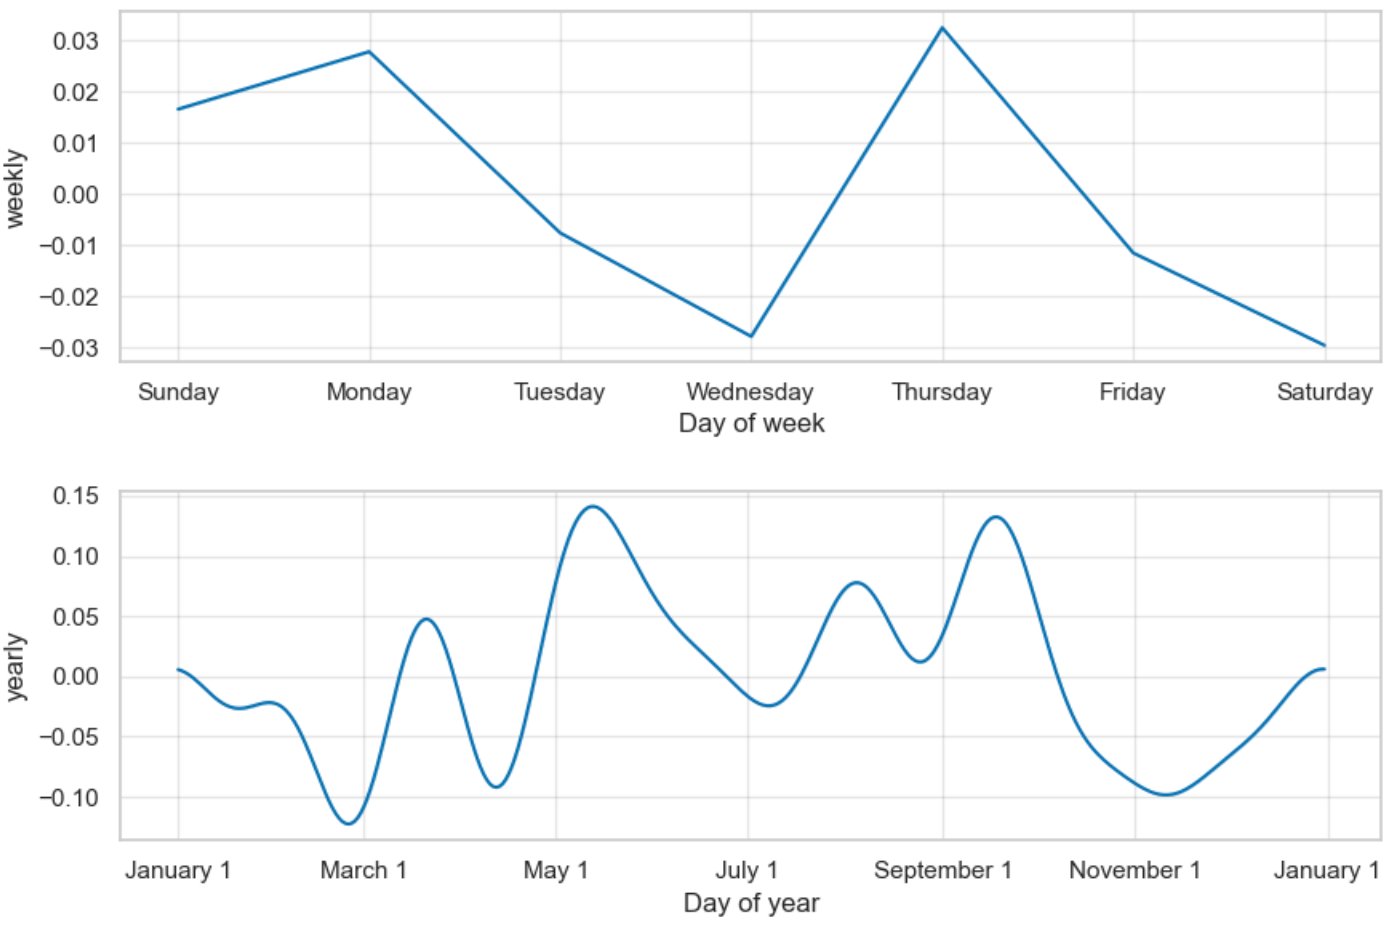 weekly
0.03
0.02
0.01
0.00
−0.01
−0.02
−0.03
Sunday Monday Tuesday Wednesday Thursday Friday Saturday
Day of week
yearly
0.15
0.10
0.05
0.00
−0.05
−0.10
January 1 March 1 May 1 July 1 September 1 November 1 January 1
Day of year